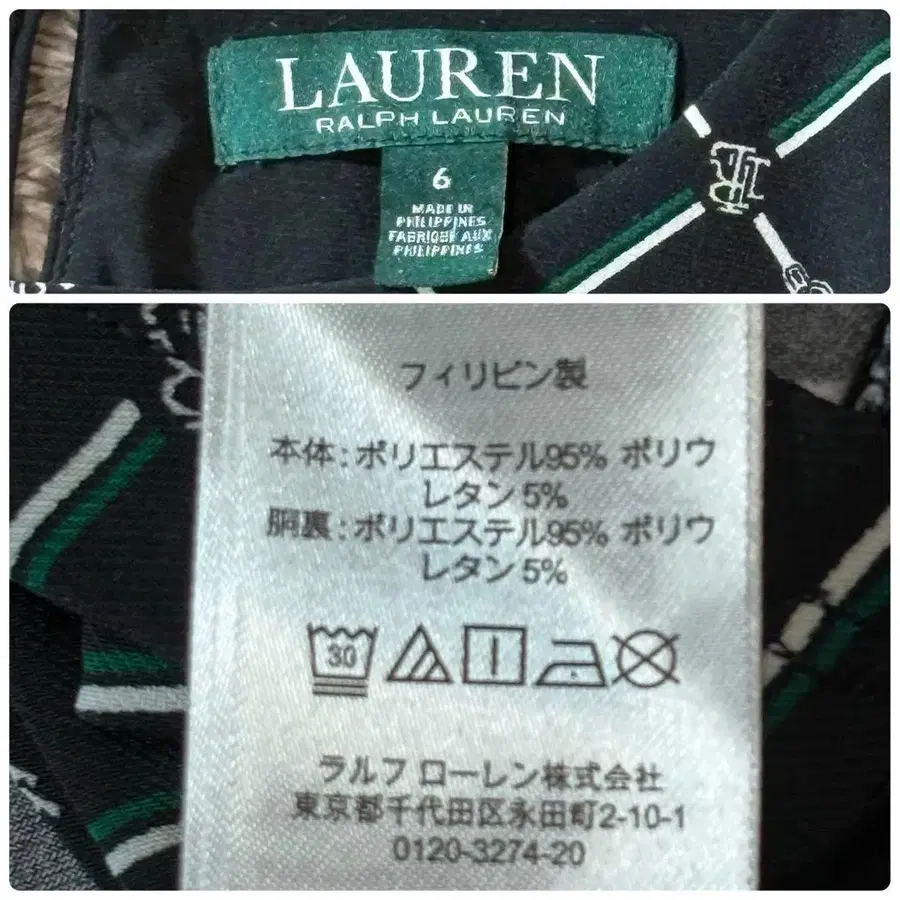 LAUREN
RALPH LAUREN
6
MADE IN
PHILIPPINES
FABRIQUÉ AUX
PHILIPPINES
フィリピン製
本体:ポリエステル95% ポリウ
レタン 5%
胴裏:ポリエステル95% ポリウ
レタン 5%
30
ラルフ ローレン株式会社
東京都千代田区永田町2-10-1
0120-3274-20